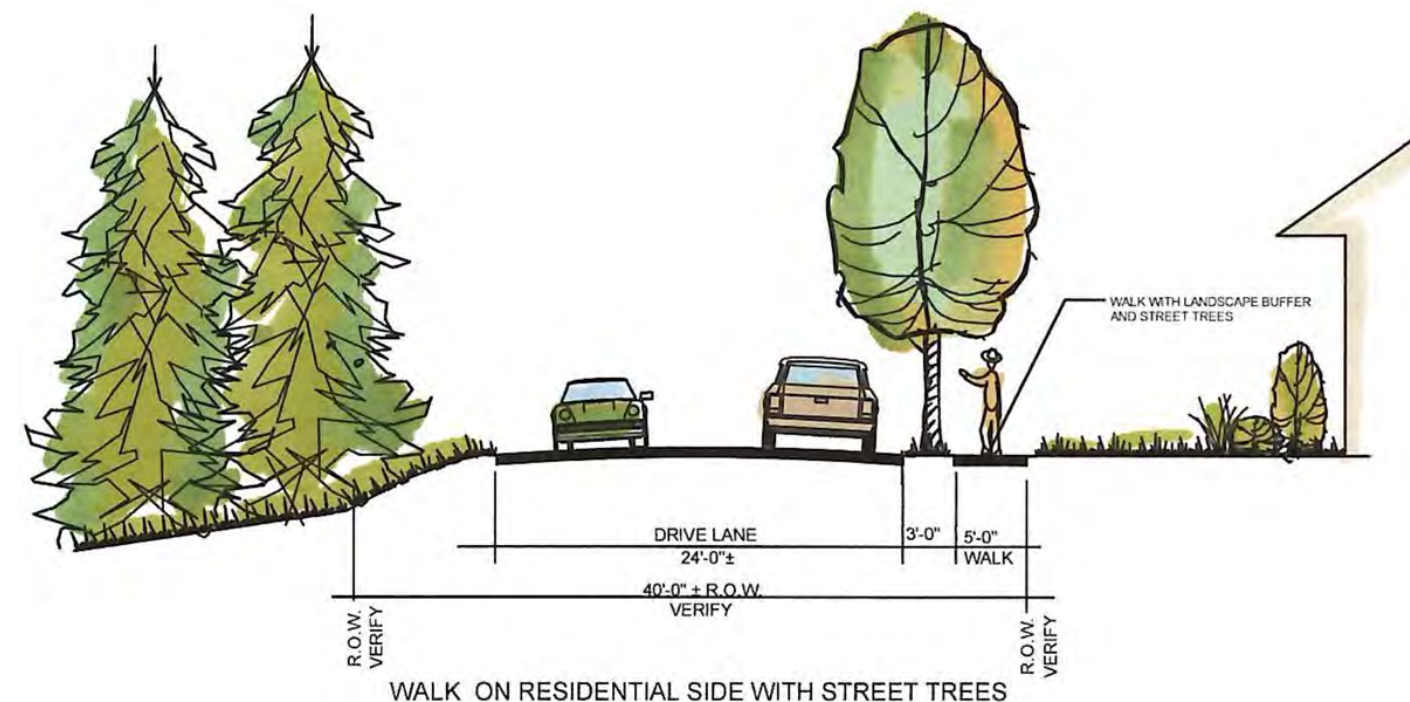 WALK WITH LANDSCAPE BUFFER
AND STREET TREES
DRIVE LANE
24'-0"±
3'-0"
5'-0"
WALK
40'-0" ± R.O.W.
VERIFY
R.O.W.
VERIFY
R.O.W.
VERIFY
WALK ON RESIDENTIAL SIDE WITH STREET TREES